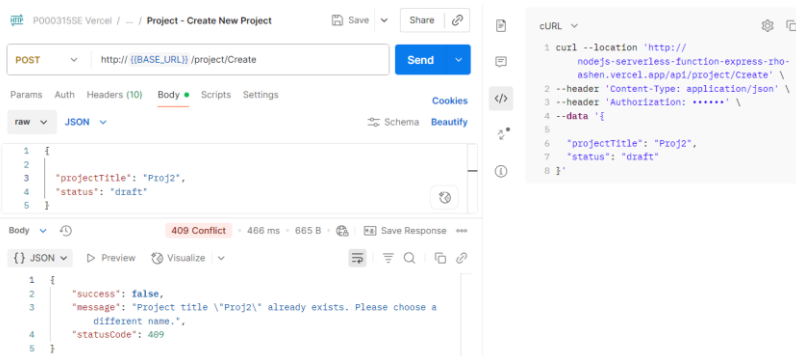 HTTP P000315SE Vercel / ... / Project - Create New Project Save Share
POST http:// {{BASE_URL}} /project/Create Send
Params Auth Headers (10) Body Scripts Settings
Cookies
raw JSON Schema Beautify
1 {
2
3 "projectTitle": "Proj2",
4 "status": "draft"
5 }
Body 409 Conflict 466 ms 665 B Save Response
{} JSON Preview Visualize
1 {
2 "success": false,
3 "message": "Project title \"Proj2\" already exists. Please choose a
different name.",
4 "statusCode": 409
5 }
cURL
1 curl --location 'http://
nodejs-serverless-function-express-rho-
ashen.vercel.app/api/project/Create' \
2 --header 'Content-Type: application/json' \
3 --header 'Authorization: ••••••' \
4 --data '{
5
6 "projectTitle": "Proj2",
7 "status": "draft"
8 }'